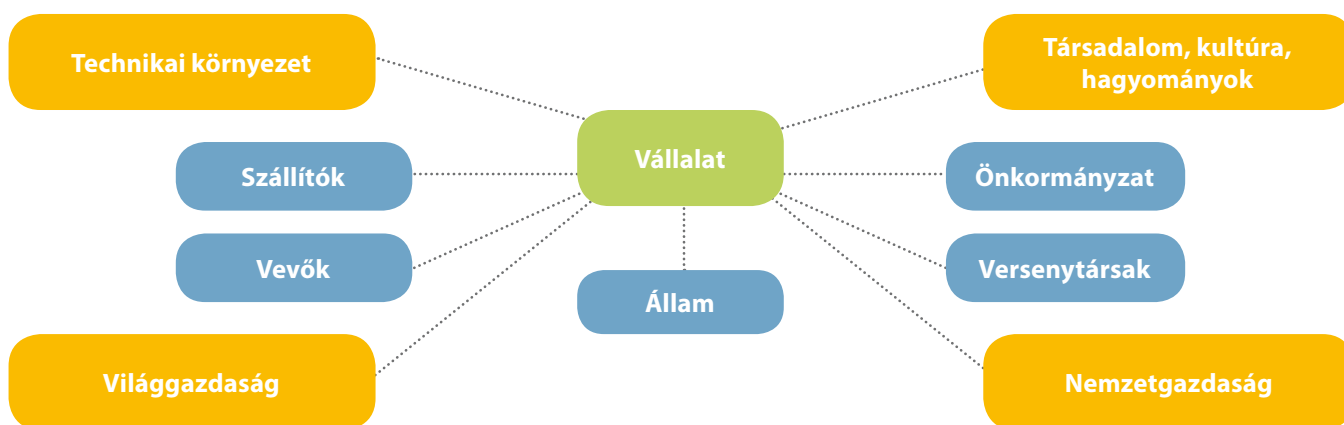 Technikai környezet
Társadalom, kultúra,
hagyományok
Vállalat
Szállítók
Önkormányzat
Vevők
Versenytársak
Állam
Világgazdaság
Nemzetgazdaság